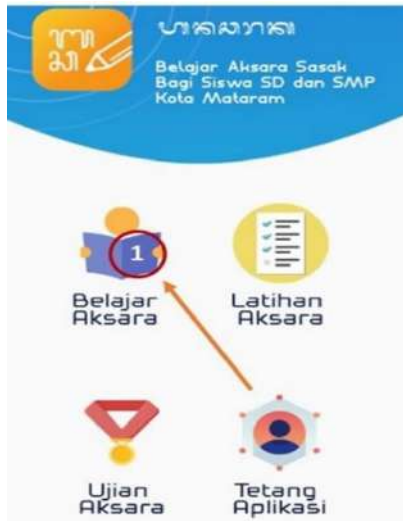 Belajar Aksara Sasak
Bagi Siswa SD dan SMP
Kota Mataram
1
Belajar
Aksara
Latihan
Aksara
Ujian
Aksara
Tetang
Aplikasi